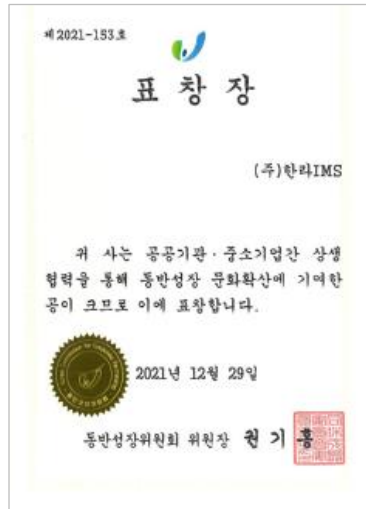 제2021-153호
표창장
(주)한라IMS
귀 사는 공공기관·중소기업간 상생
협력을 통해 동반성장 문화확산에 기여한
공이 크므로 이에 표창합니다.
2021년 12월 29일
동반성장위원회 위원장 권기홍